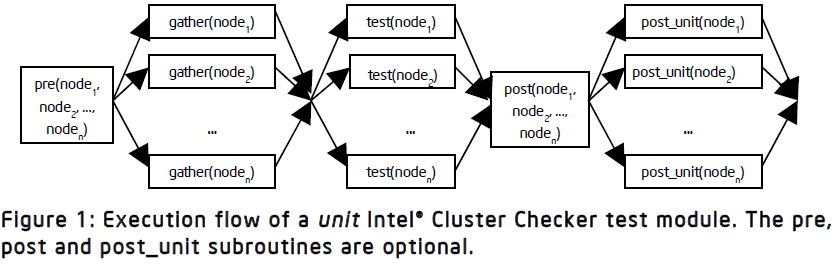 pre(node1,
node2, ...,
noden)
gather(node1)
gather(node2)
...
gather(noden)
test(node1)
test(node2)
...
test(noden)
post(node1,
node2, ...,
noden)
post_unit(node1)
post_unit(node2)
...
post_unit(noden)
Figure 1: Execution flow of a unit Intel® Cluster Checker test module. The pre,
post and post_unit subroutines are optional.